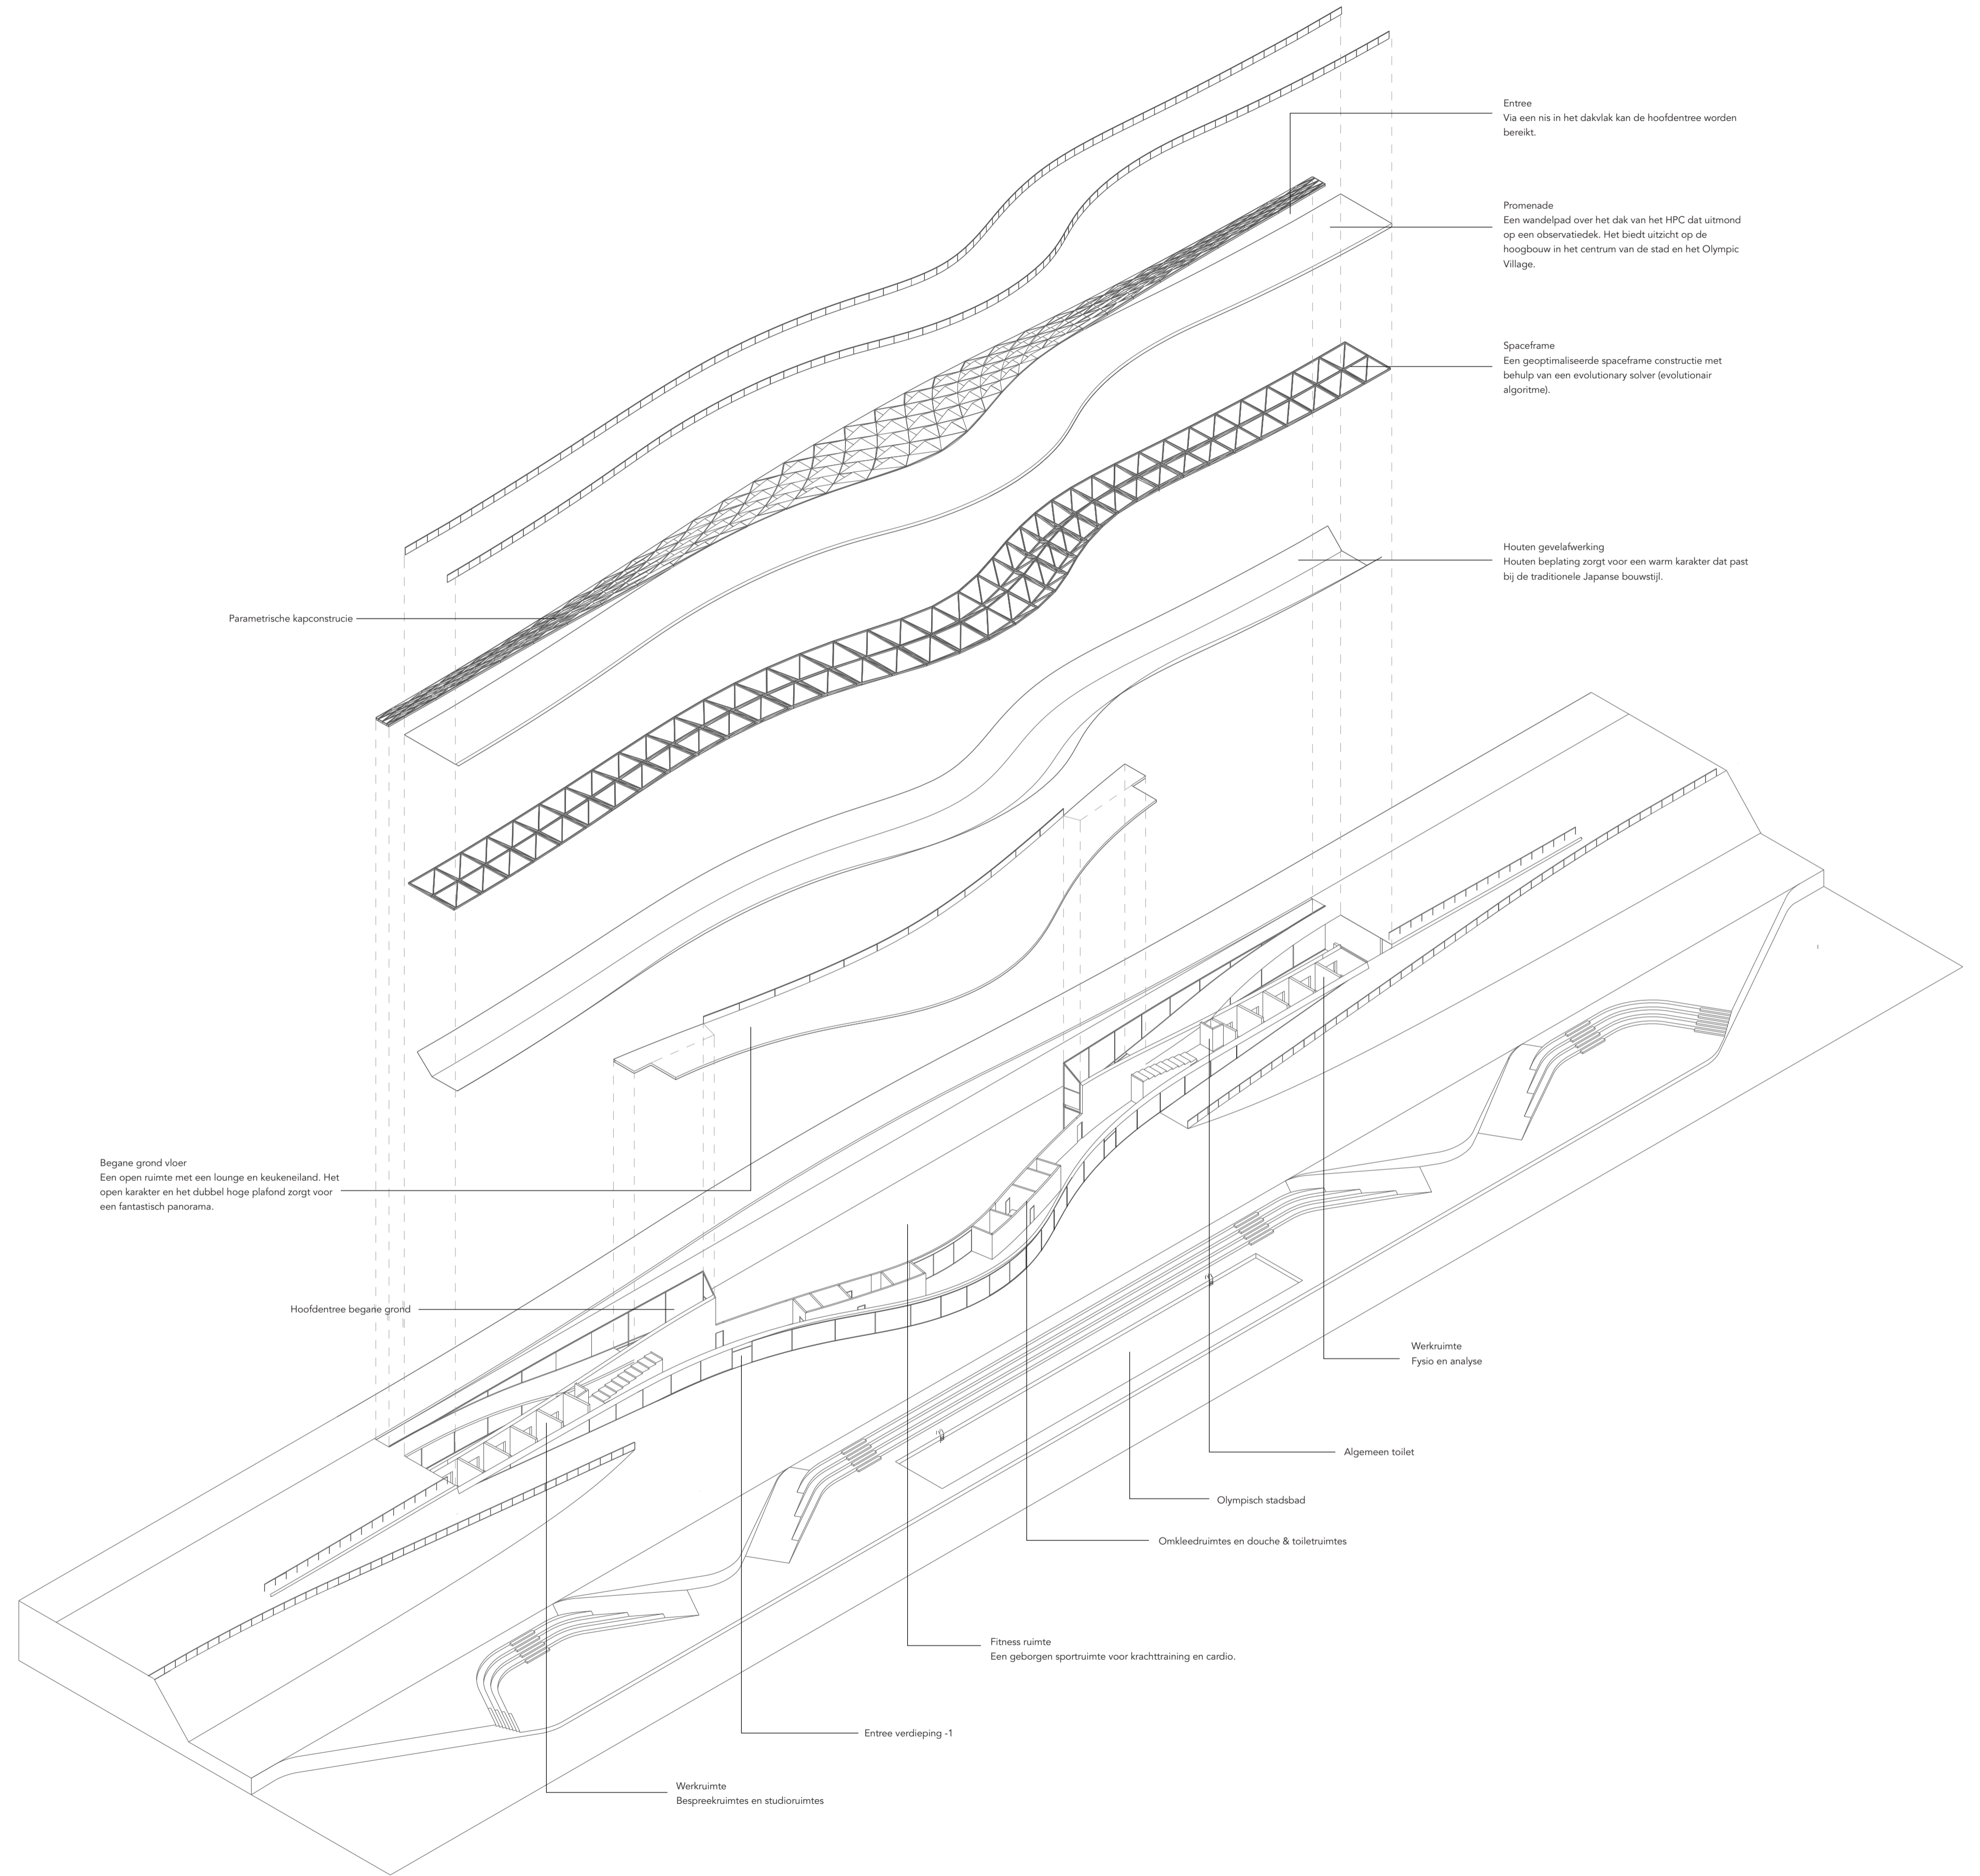 Entree
Via een nis in het dakvlak kan de hoofdentree worden
bereikt.
Promenade
Een wandelpad over het dak van het HPC dat uitmond
op een observatiedek. Het biedt uitzicht op de
hoogbouw in het centrum van de stad en het Olympic
Village.
Spaceframe
Een geoptimaliseerde spaceframe constructie met
behulp van een evolutionary solver (evolutionair
algoritme).
Houten gevelafwerking
Houten beplating zorgt voor een warm karakter dat past
bij de traditionele Japanse bouwstijl.
Parametrische kapconstrucie
Begane grond vloer
Een open ruimte met een lounge en keukeneiland. Het
open karakter en het dubbel hoge plafond zorgt voor
een fantastisch panorama.
Hoofdentree begane grond
Werkruimte
Fysio en analyse
Algemeen toilet
Olympisch stadsbad
Omkleedruimtes en douche & toiletruimtes
Fitness ruimte
Een geborgen sportruimte voor krachttraining en cardio.
Entree verdieping -1
Werkruimte
Bespreekruimtes en studioruimtes